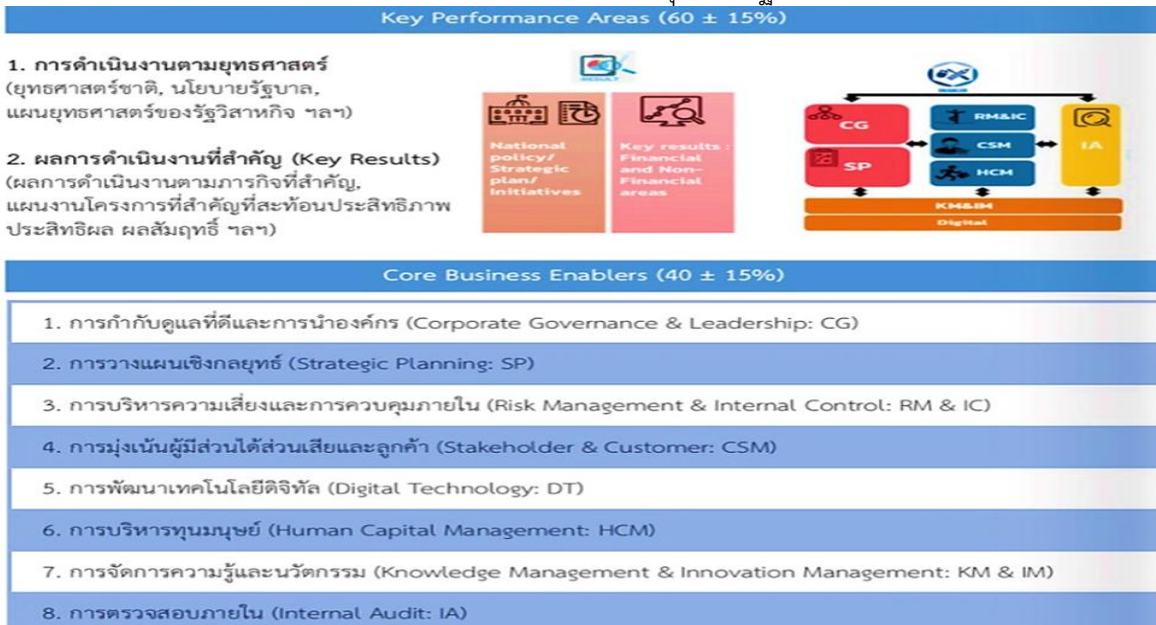 Key Performance Areas (60 ± 15%)
1. การดำเนินงานตามยุทธศาสตร์
(ยุทธศาสตร์ชาติ, นโยบายรัฐบาล,
แผนยุทธศาสตร์ของรัฐวิสาหกิจ ฯลฯ)
2. ผลการดำเนินงานที่สำคัญ (Key Results)
(ผลการดำเนินงานตามภารกิจที่สำคัญ,
แผนงานโครงการที่สำคัญที่สะท้อนประสิทธิภาพ
ประสิทธิผล ผลสัมฤทธิ์ ฯลฯ)
RESULT
National
policy/
Strategic
plan/
Initiatives
Key results :
Financial
and Non-
Financial
areas
CG
SP
RM&IC
CSM
HCM
IA
KM&IM
Digital
Core Business Enablers (40 ± 15%)
1. การกำกับดูแลที่ดีและการนำองค์กร (Corporate Governance & Leadership: CG)
2. การวางแผนเชิงกลยุทธ์ (Strategic Planning: SP)
3. การบริหารความเสี่ยงและการควบคุมภายใน (Risk Management & Internal Control: RM & IC)
4. การมุ่งเน้นผู้มีส่วนได้ส่วนเสียและลูกค้า (Stakeholder & Customer: CSM)
5. การพัฒนาเทคโนโลยีดิจิทัล (Digital Technology: DT)
6. การบริหารทุนมนุษย์ (Human Capital Management: HCM)
7. การจัดการความรู้และนวัตกรรม (Knowledge Management & Innovation Management: KM & IM)
8. การตรวจสอบภายใน (Internal Audit: IA)